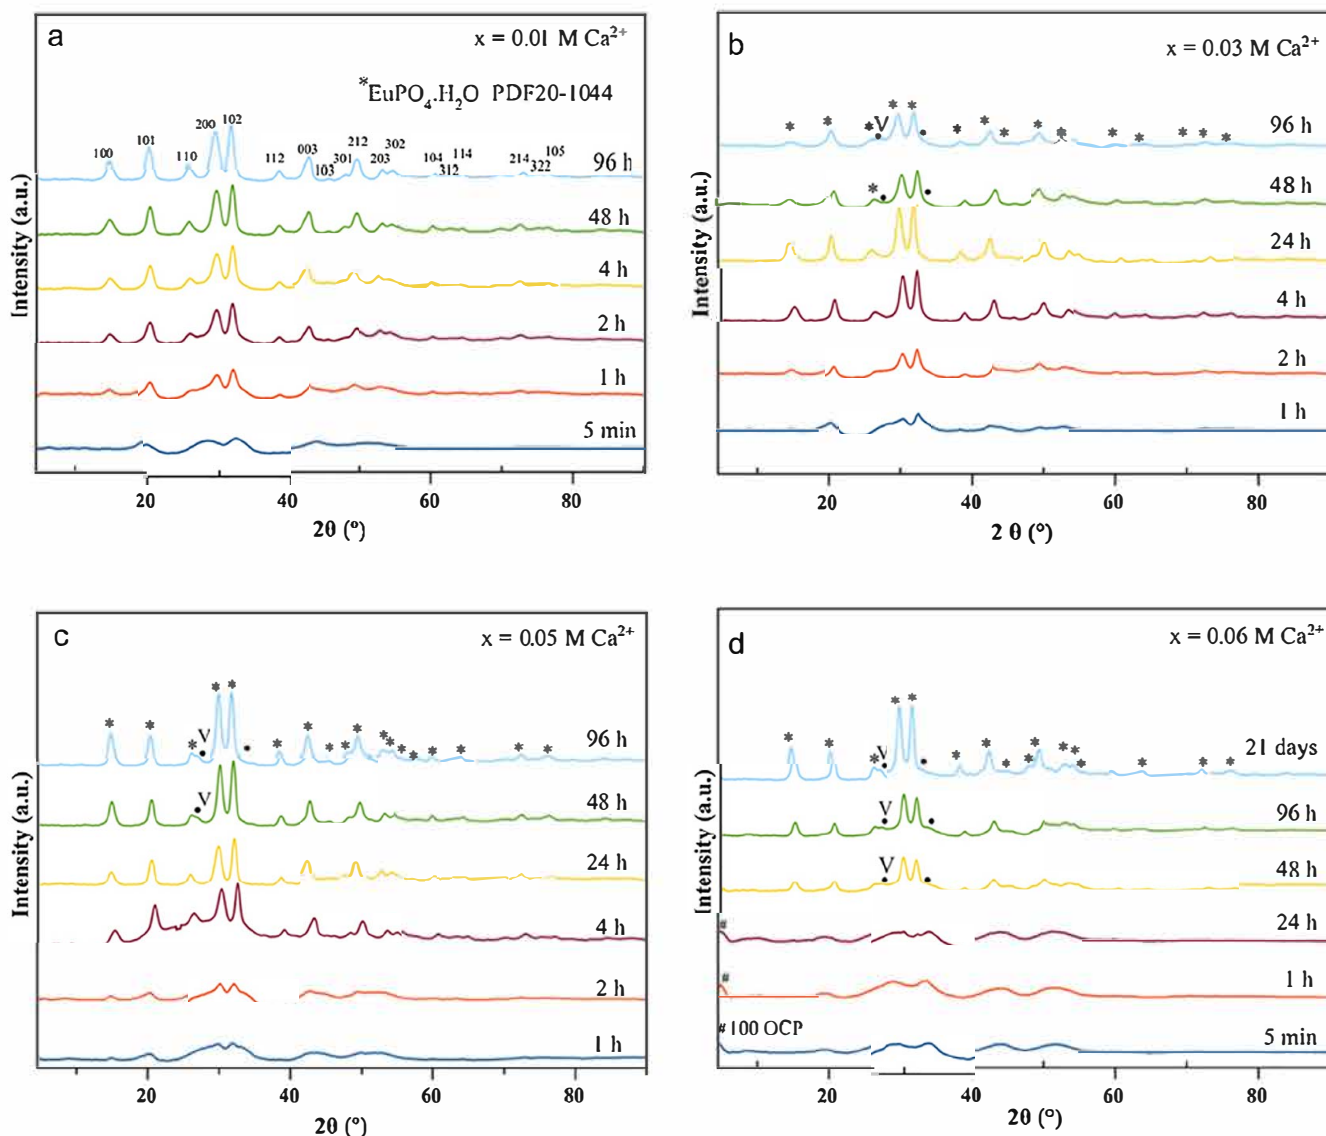 a
x = 0.01 M Ca²⁺
*EuPO₄.H₂O PDF20-1044
100
101
110
200
102
112
003
103
301
212
203
302
104
312
114
214
322
105
96 h
48 h
4 h
2 h
1 h
5 min
Intensity (a.u.)
20
40
60
80
2θ (°)
b
x = 0.03 M Ca²⁺
* * * V • * * • * * * * * * * * * *
96 h
* • •
48 h
24 h
4 h
2 h
1 h
Intensity (a.u.)
20
40
60
80
2 θ (°)
c
x = 0.05 M Ca²⁺
* * * V • * * • * * * * * * * * * * * *
96 h
V •
48 h
24 h
4 h
2 h
1 h
Intensity (a.u.)
20
40
60
80
2θ (°)
d
x = 0.06 M Ca²⁺
* * * V • * * • * * * * * * * * * *
21 days
V • •
96 h
V • •
48 h
#
24 h
#
1 h
# 100 OCP
5 min
Intensity (a.u.)
20
40
60
80
2θ (°)